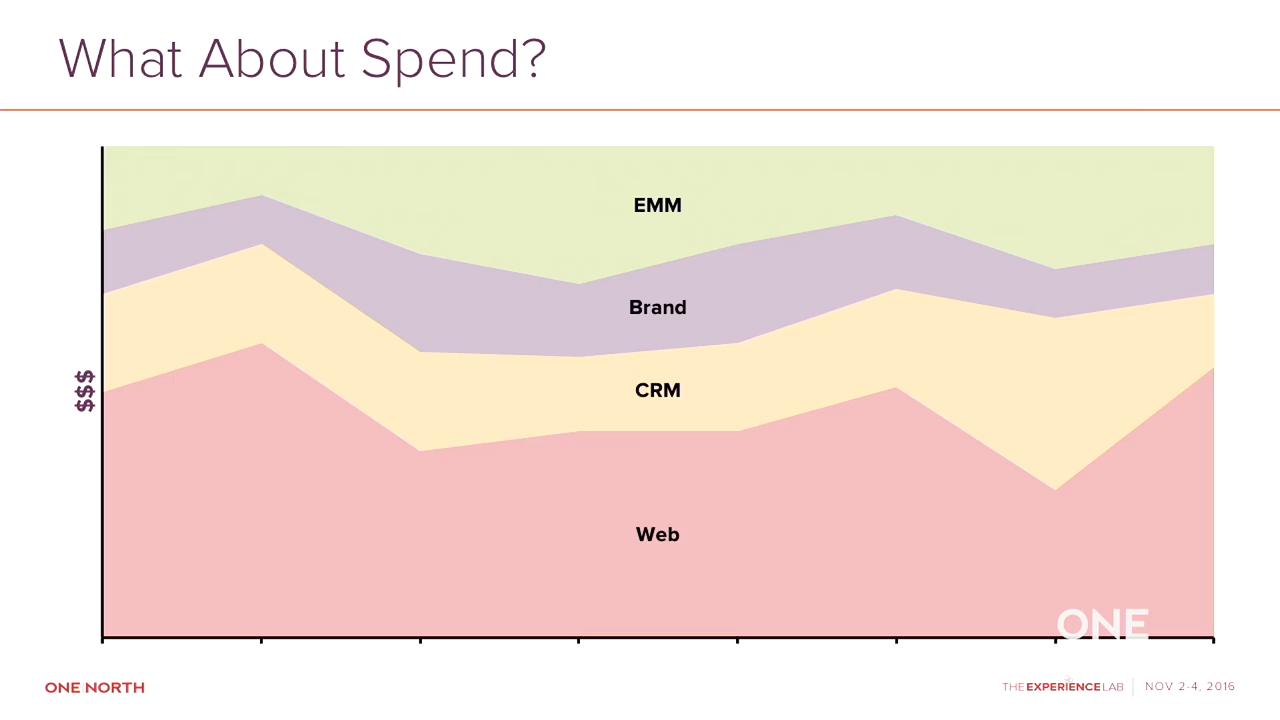 What About Spend?
EMM
Brand
CRM
$$$
Web
ONE
ONE NORTH
THE EXPERIENCE LAB
NOV 2-4, 2016